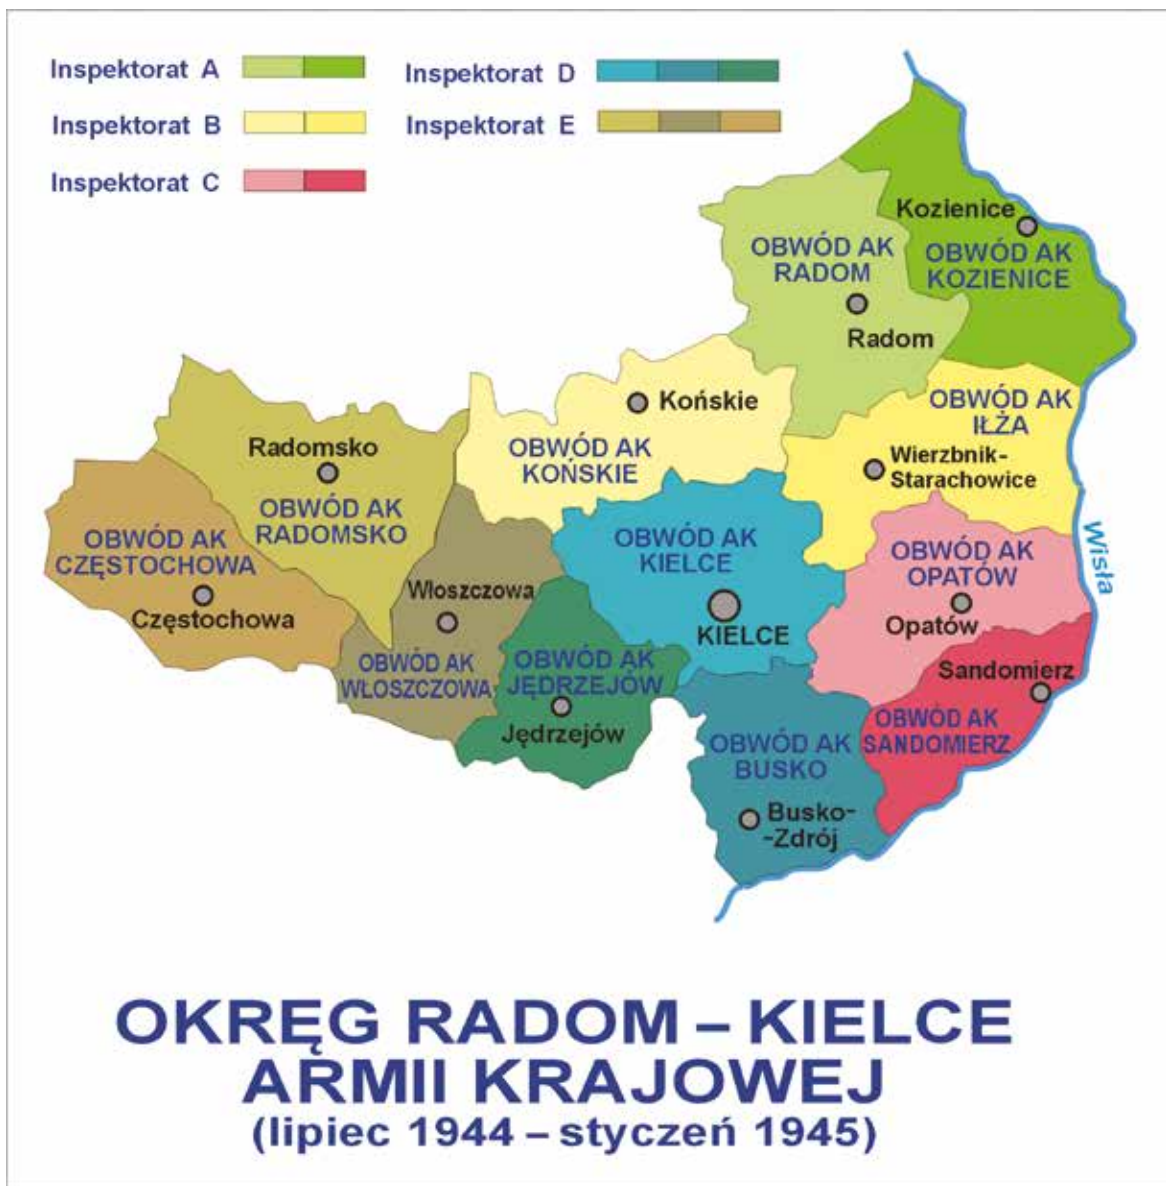 Inspektorat A
Inspektorat B
Inspektorat C
Inspektorat D
Inspektorat E
Kozienice
OBWÓD AK
KOZIENICE
OBWÓD AK
RADOM
Radom
Końskie
OBWÓD AK
KOŃSKIE
OBWÓD AK
IŁŻA
Wierzbnik-
Starachowice
Radomsko
OBWÓD AK
RADOMSKO
OBWÓD AK
CZĘSTOCHOWA
Częstochowa
Włoszczowa
OBWÓD AK
WŁOSZCZOWA
OBWÓD AK
KIELCE
KIELCE
OBWÓD AK
OPATÓW
Opatów
Wisła
OBWÓD AK
JĘDRZEJÓW
Jędrzejów
Sandomierz
OBWÓD AK
SANDOMIERZ
OBWÓD AK
BUSKO
Busko-
-Zdrój
OKRĘG RADOM – KIELCE
ARMII KRAJOWEJ
(lipiec 1944 – styczeń 1945)